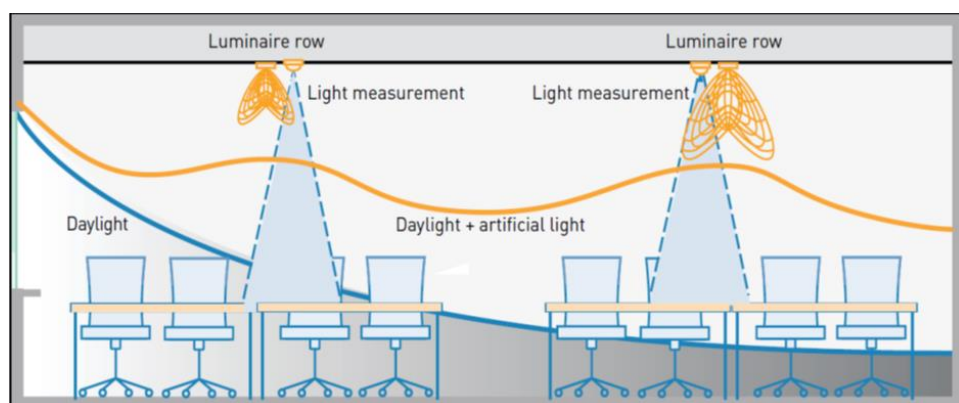 Luminaire row
Luminaire row
Light measurement
Light measurement
Daylight
Daylight + artificial light